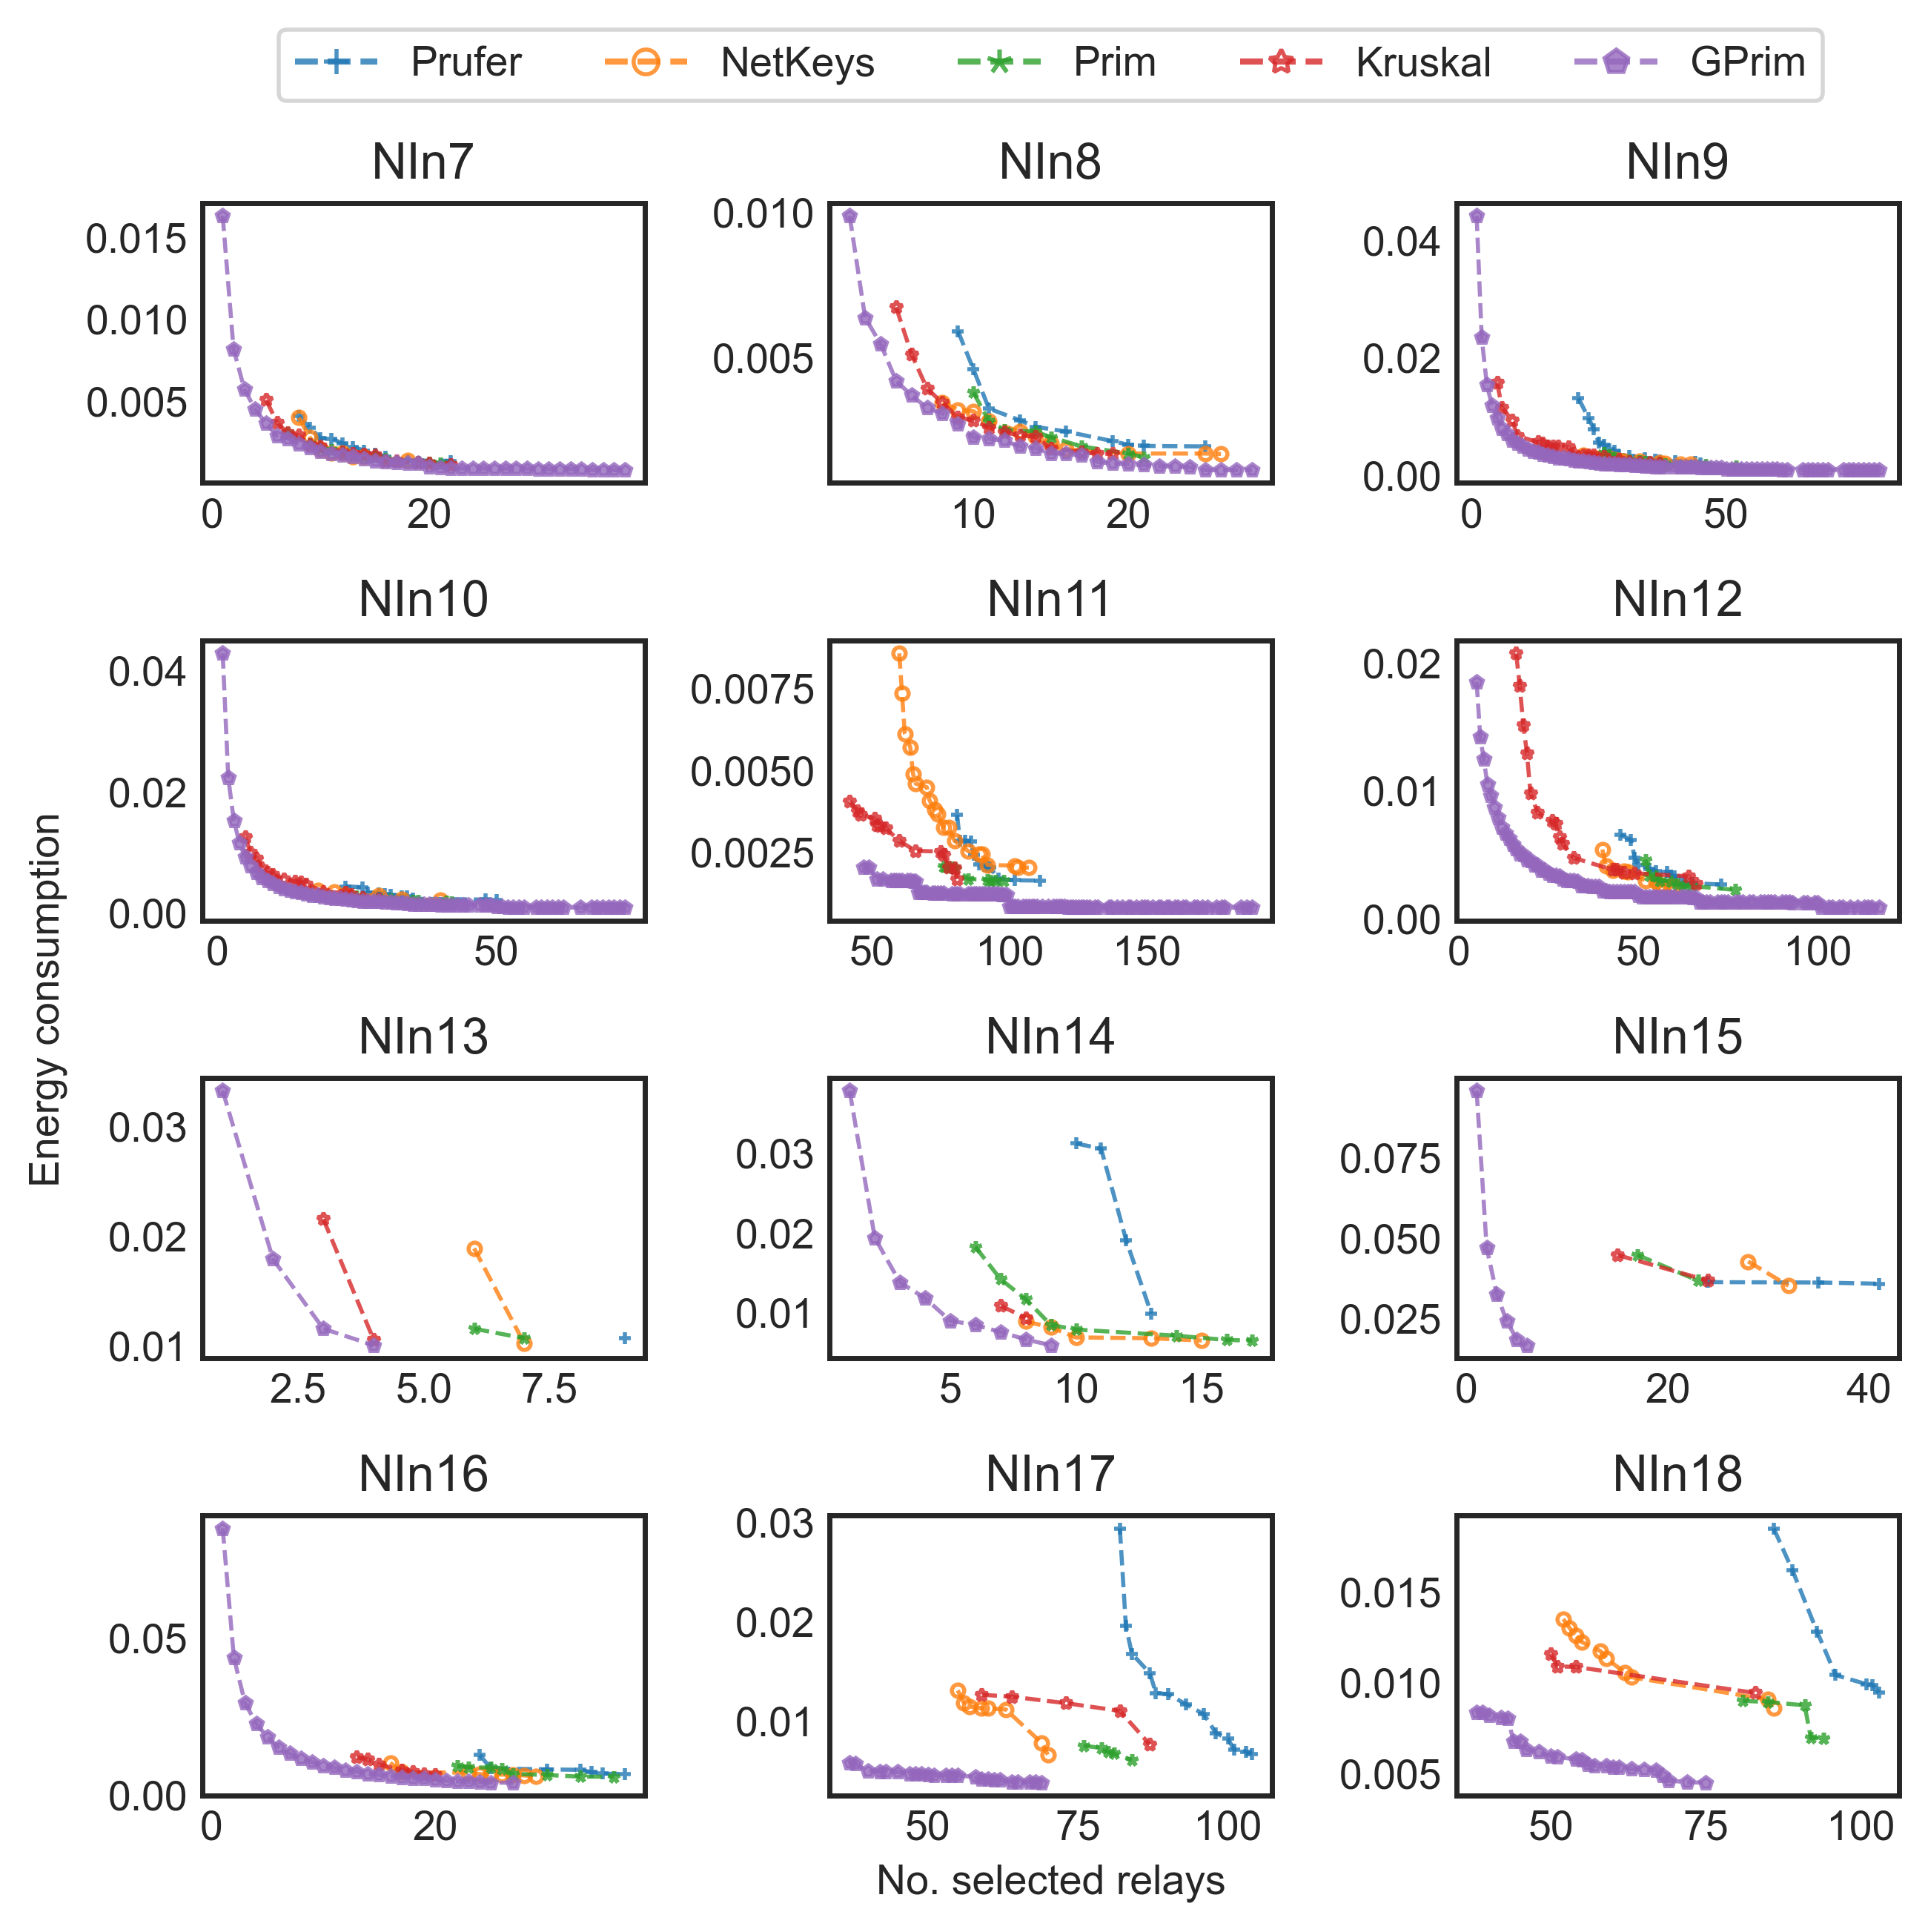 Prufer NetKeys Prim Kruskal GPrim
NIn7 NIn8 NIn9
0.015 0.010 0.005
0 20
0.010 0.005
10 20
0.04 0.02 0.00
0 50
NIn10 NIn11 NIn12
0.04 0.02 0.00
0 50
0.0075 0.0050 0.0025
50 100 150
0.02 0.01 0.00
0 50 100
Energy consumption
NIn13 NIn14 NIn15
0.03 0.02 0.01
2.5 5.0 7.5
0.03 0.02 0.01
5 10 15
0.075 0.050 0.025
0 20 40
NIn16 NIn17 NIn18
0.05 0.00
0 20
0.03 0.02 0.01
50 75 100
0.015 0.010 0.005
50 75 100
No. selected relays